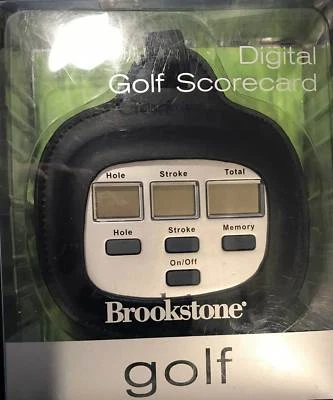 Digital
Golf Scorecard
Hole Stroke Total
Hole Stroke Memory
On/Off
Brookstone®
golf